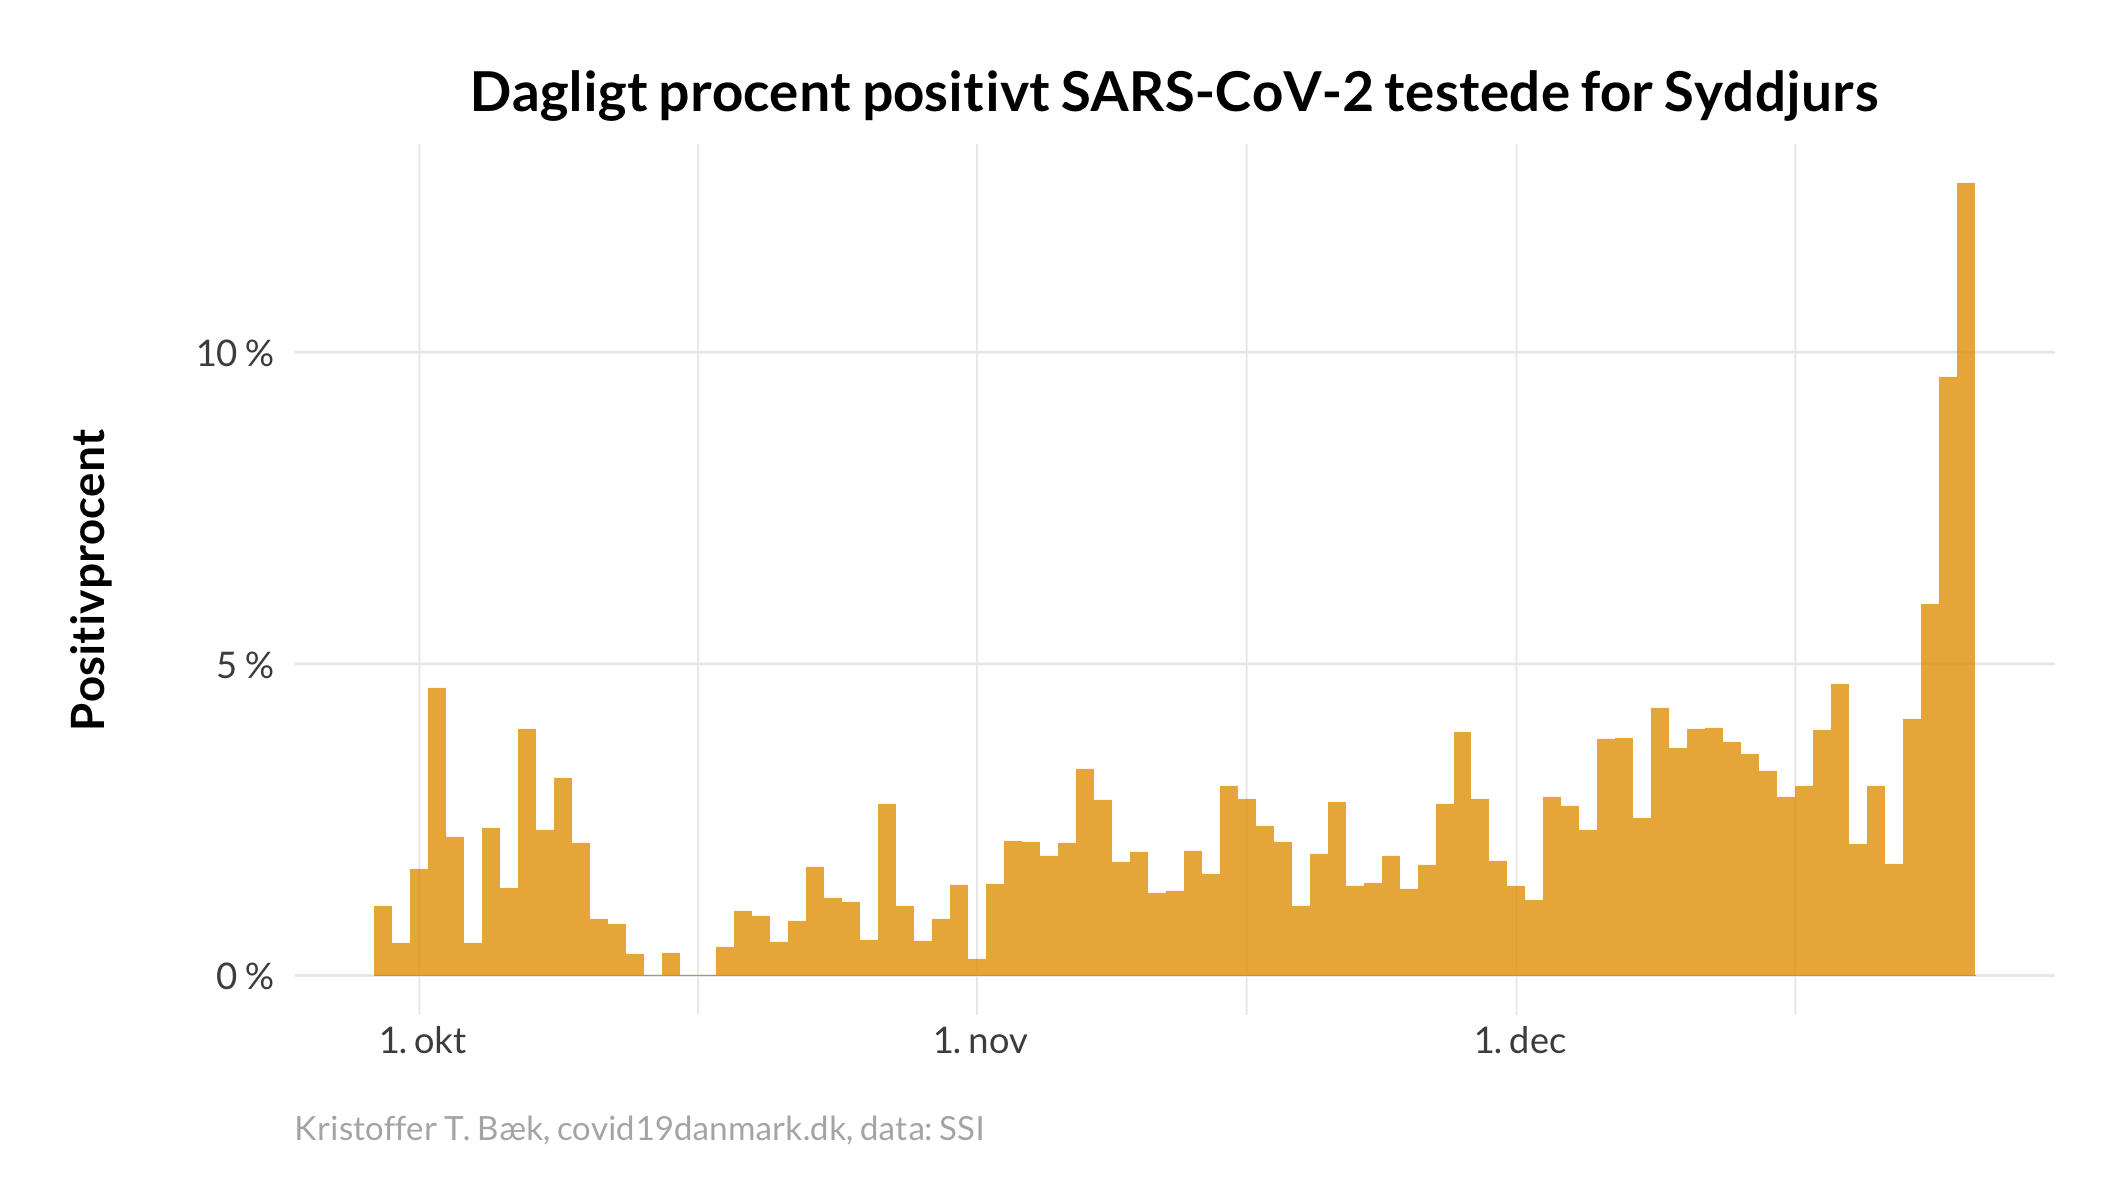 Dagligt procent positivt SARS-CoV-2 testede for Syddjurs
Positivprocent
10 %
5 %
0 %
1. okt
1. nov
1. dec
Kristoffer T. Bæk, covid19danmark.dk, data: SSI